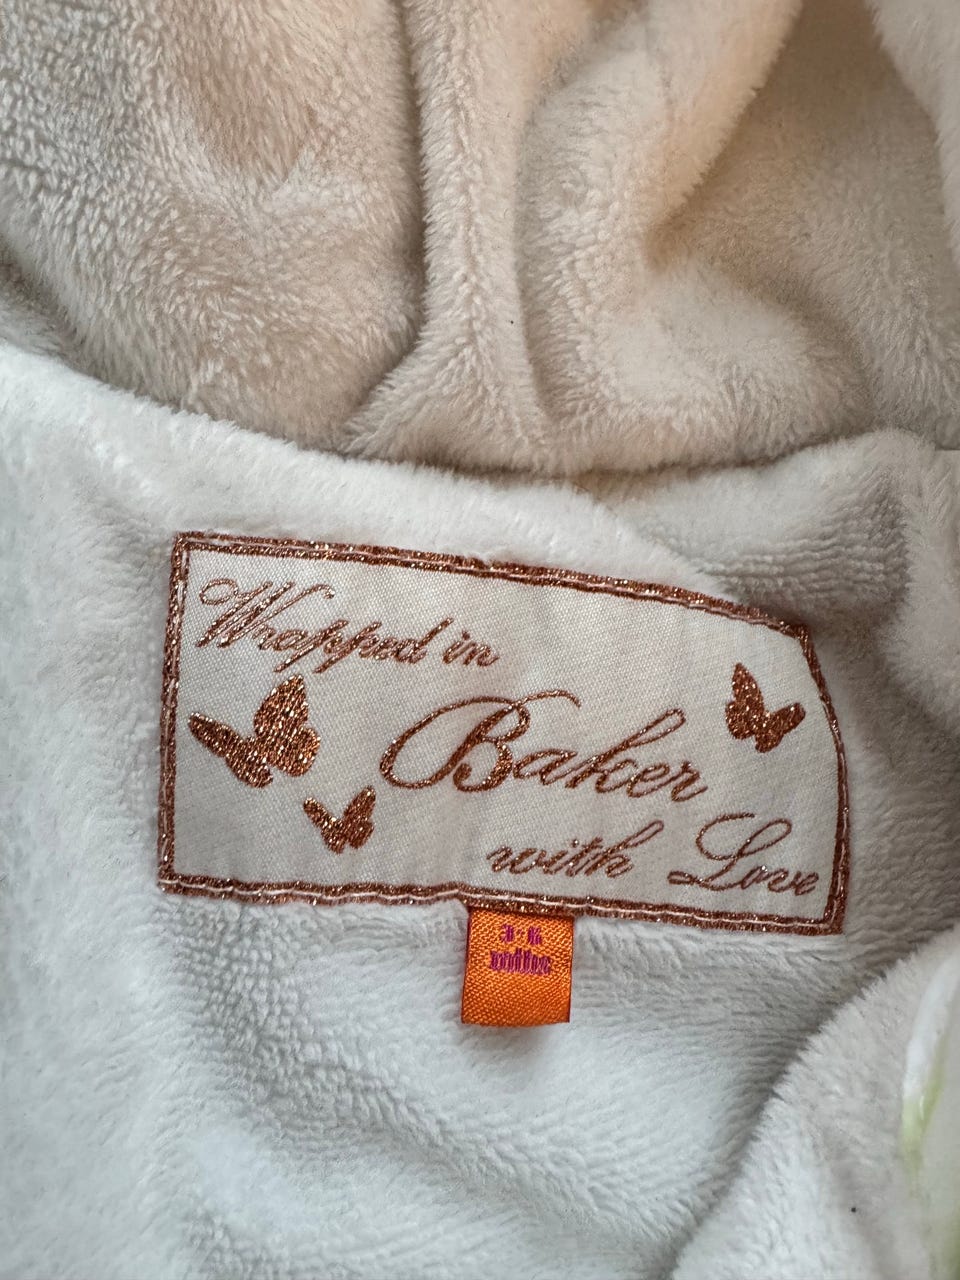 Wrapped in
Baker
with Love